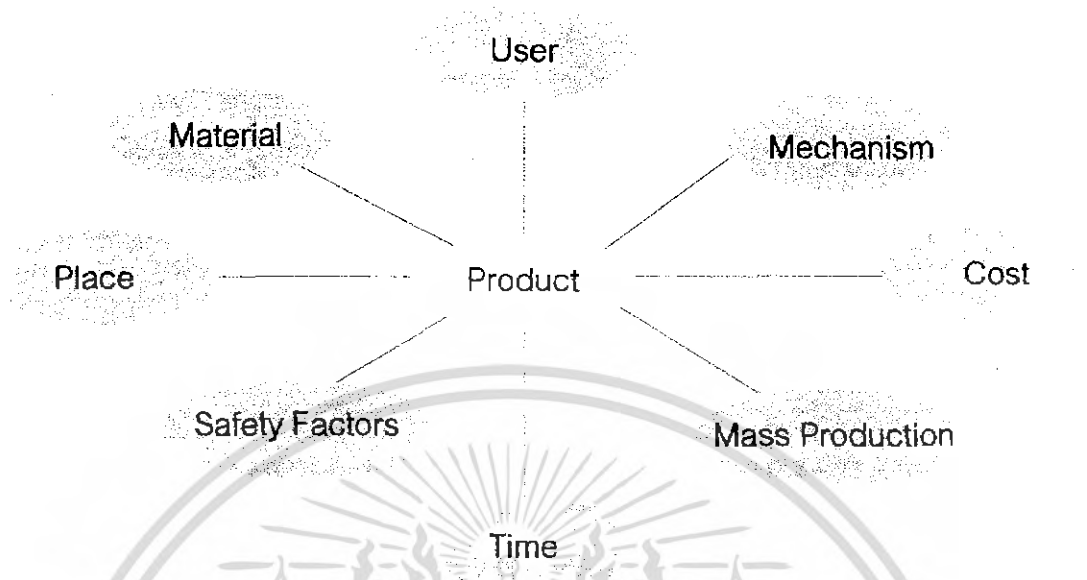 User
Material
Mechanism
Place
Product
Cost
Safety Factors
Mass Production
Time